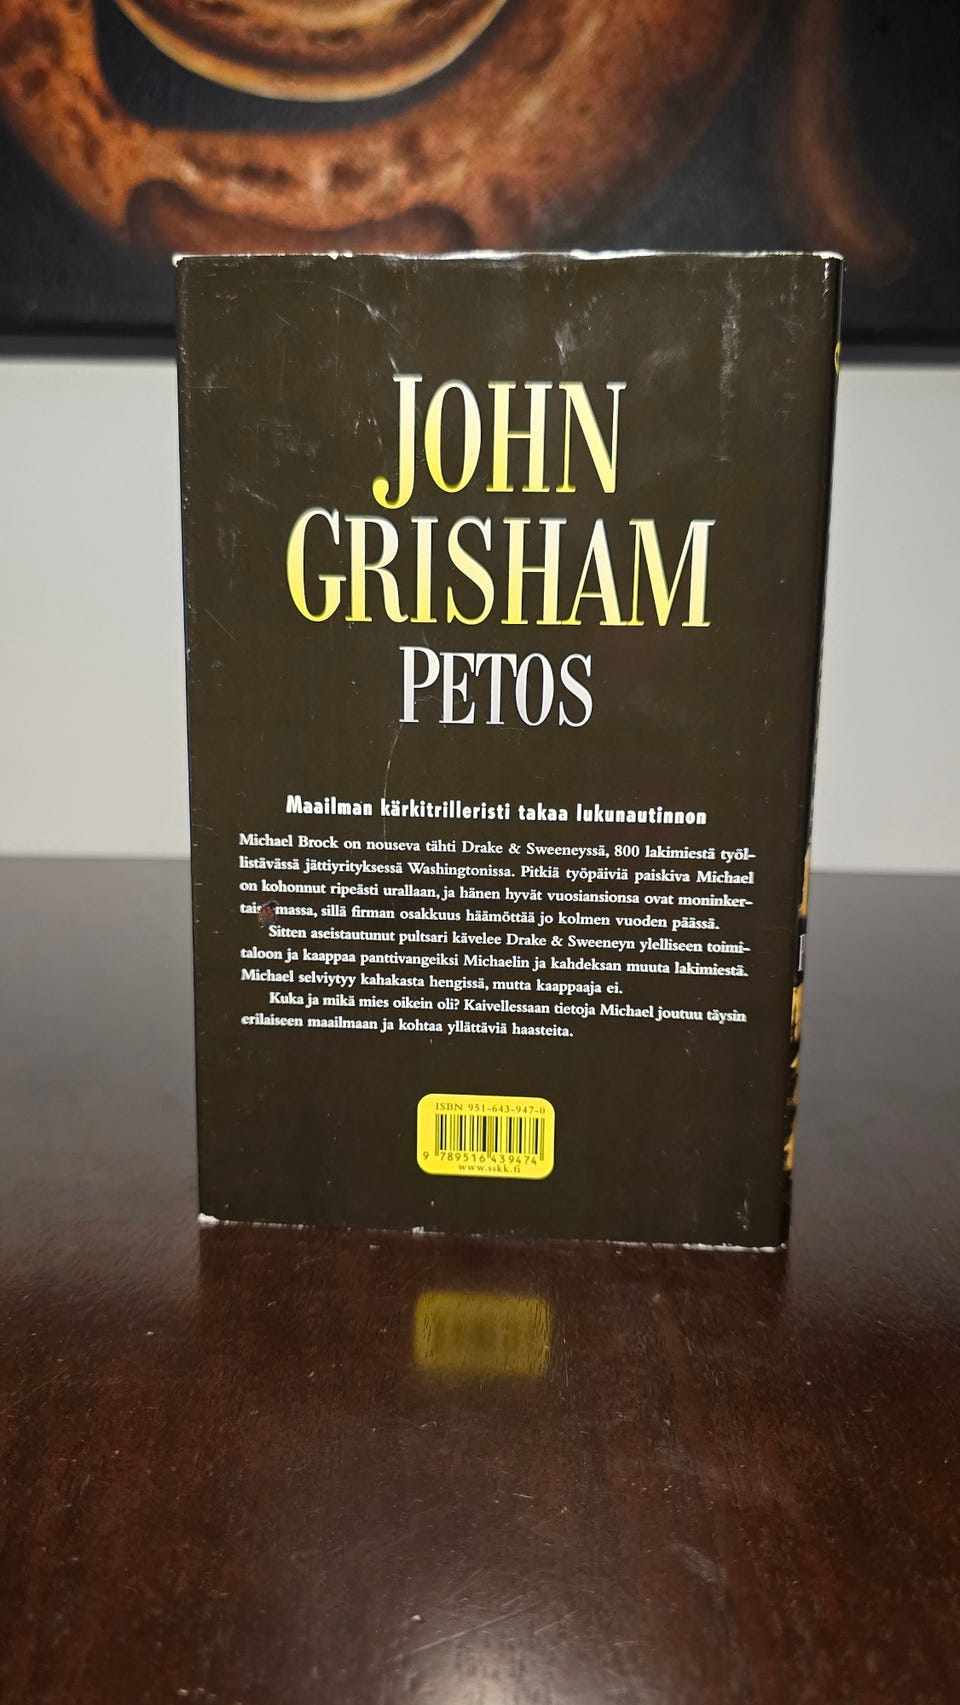 JOHN
GRISHAM
PETOS
Maailman kärkitrilleristi takaa lukunautinnon
Michael Brock on nouseva tähti Drake & Sweeneyssä, 800 lakimiestä työl-
listävässä jättiyrityksessä Washingtonissa. Pitkiä työpäiviä paiskiva Michael
on kohonnut ripeästi urallaan, ja hänen hyvät vuosiansionsa ovat moninker-
massa, sillä firman osakkuus häämöttää jo kolmen vuoden päässä.
Sitten aseistautunut pultsari kävelee Drake & Sweeneyn ylelliseen toimi-
taloon ja kaappaa panttivangeiksi Michaelin ja kahdeksan muuta lakimiestä.
Michael selviytyy kahakasta hengissä, mutta kaappaaja ei.
Kuka ja mikä mies oikein oli? Kaivellessaan tietoja Michael joutuu täysin
erilaiseen maailmaan ja kohtaa yllättäviä haasteita.
ISBN 951-643-947-0
9 789516 439474
www.sskk.fi